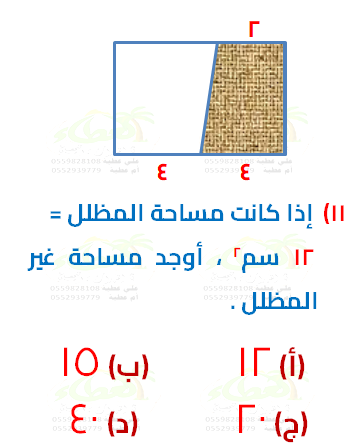 ٢
٤ ٤
١١) إذا كانت مساحة المظلل =
١٢ سم٢ ، أوجد مساحة غير
المظلل .
(أ) ١٢ (ب) ١٥
(ج) ٢٠ (د) ٤٠
علي عطية 0559828108
ام عطية 0552939779